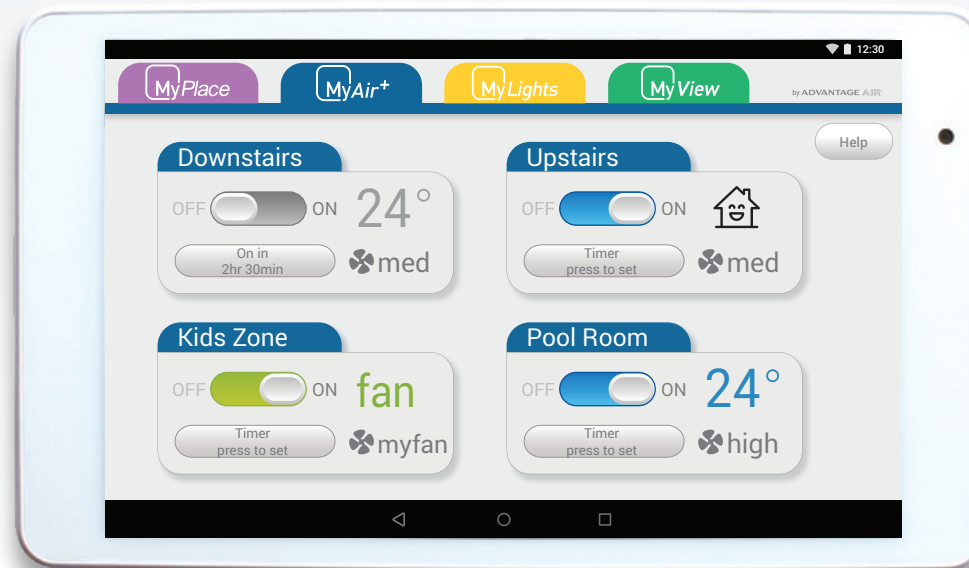 12:30
MyPlace
MyAir+
MyLights
MyView
by ADVANTAGE AIR
Help
Downstairs
OFF ON 24°
On in
2hr 30min
med
Upstairs
OFF ON
Timer
press to set
med
Kids Zone
OFF ON fan
Timer
press to set
myfan
Pool Room
OFF ON 24°
Timer
press to set
high